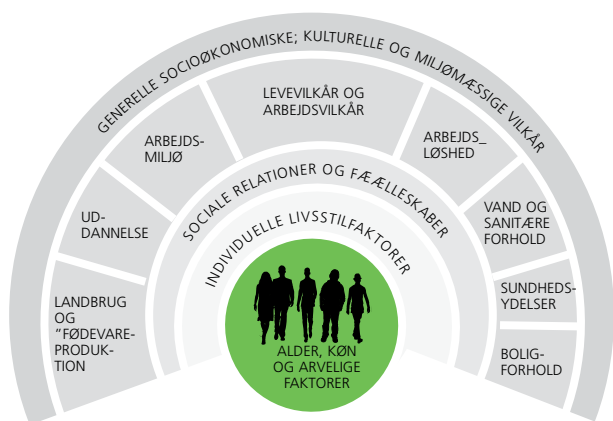 GENERELLE SOCIOØKONOMISKE; KULTURELLE OG MILJØMÆSSIGE VILKÅR
LEVEVILKÅR OG
ARBEJDSVILKÅR
ARBEJDS-
MILJØ
ARBEJDS_
LØSHED
UD-
DANNELSE
VAND OG
SANITÆRE
FORHOLD
LANDBRUG
OG
"FØDEVARE-
PRODUK-
TION
SUNDHEDS-
YDELSER
BOLIG-
FORHOLD
SOCIALE RELATIONER OG FÆÆLLESKABER
INDIVIDUELLE LIVSSTILFAKTORER
ALDER, KØN
OG ARVELIGE
FAKTORER